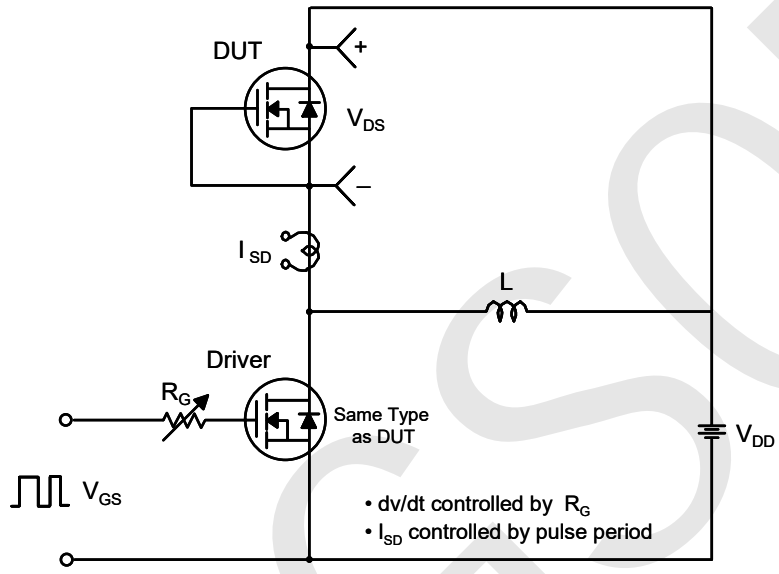 DUT
+
V_DS
–
I_SD
L
Driver
R_G
Same Type
as DUT
V_DD
V_GS
• dv/dt controlled by R_G
• I_SD controlled by pulse period